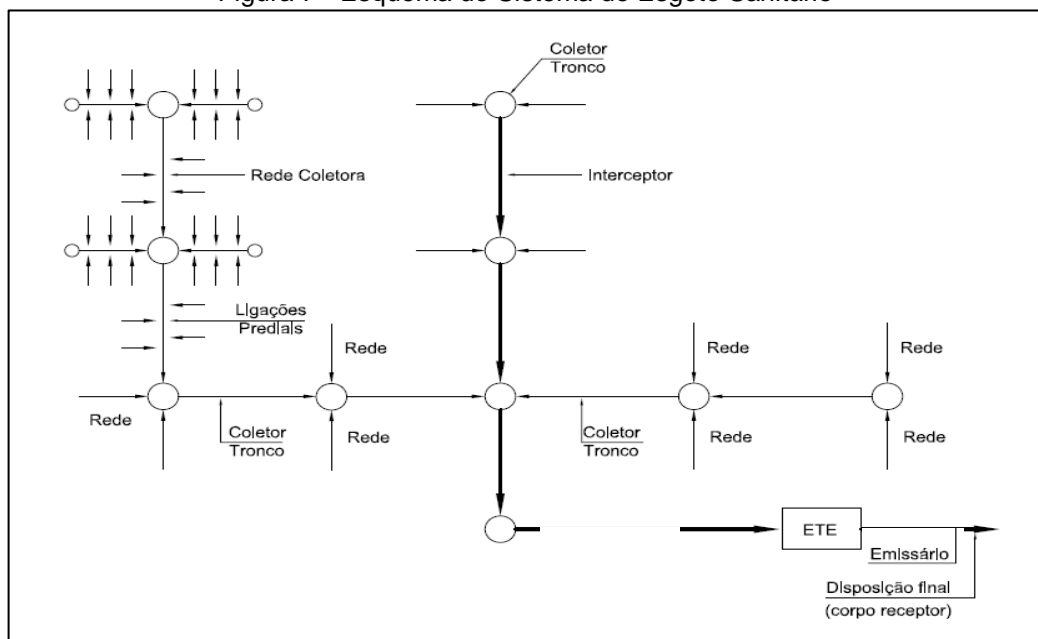 Coletor
Tronco
Rede Coletora
Interceptor
Ligações
Prediais
Rede
Rede
Rede
Rede
Coletor
Tronco
Rede
Coletor
Tronco
Rede
Rede
ETE
Emissário
Disposição final
(corpo receptor)